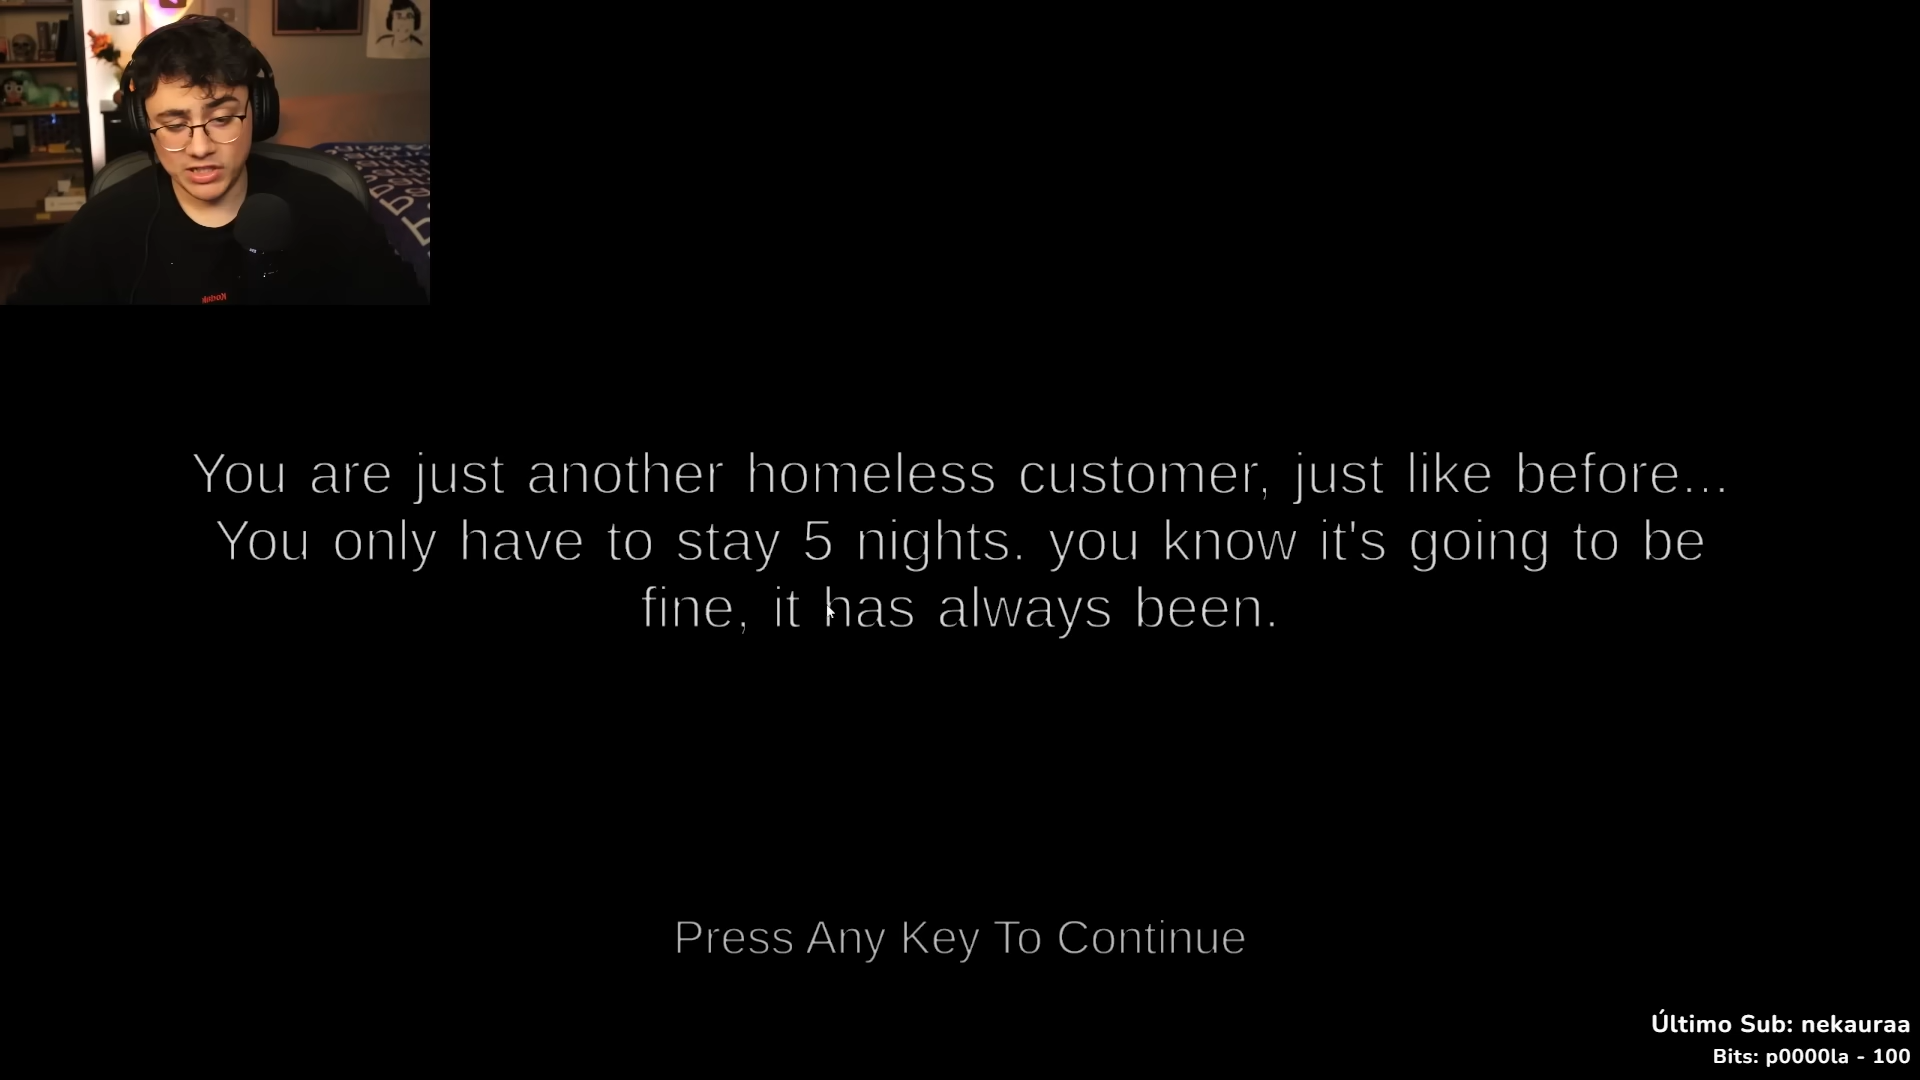 You are just another homeless customer, just like before...
You only have to stay 5 nights. you know it's going to be
fine, it has always been.
Press Any Key To Continue
Último Sub: nekauraa
Bits: p0000la - 100